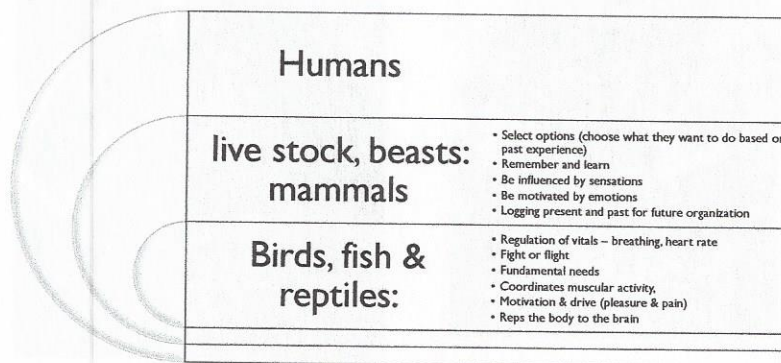 Humans
live stock, beasts:
mammals
• Select options (choose what they want to do based on
past experience)
• Remember and learn
• Be influenced by sensations
• Be motivated by emotions
• Logging present and past for future organization
Birds, fish &
reptiles:
• Regulation of vitals – breathing, heart rate
• Fight or flight
• Fundamental needs
• Coordinates muscular activity,
• Motivation & drive (pleasure & pain)
• Reps the body to the brain